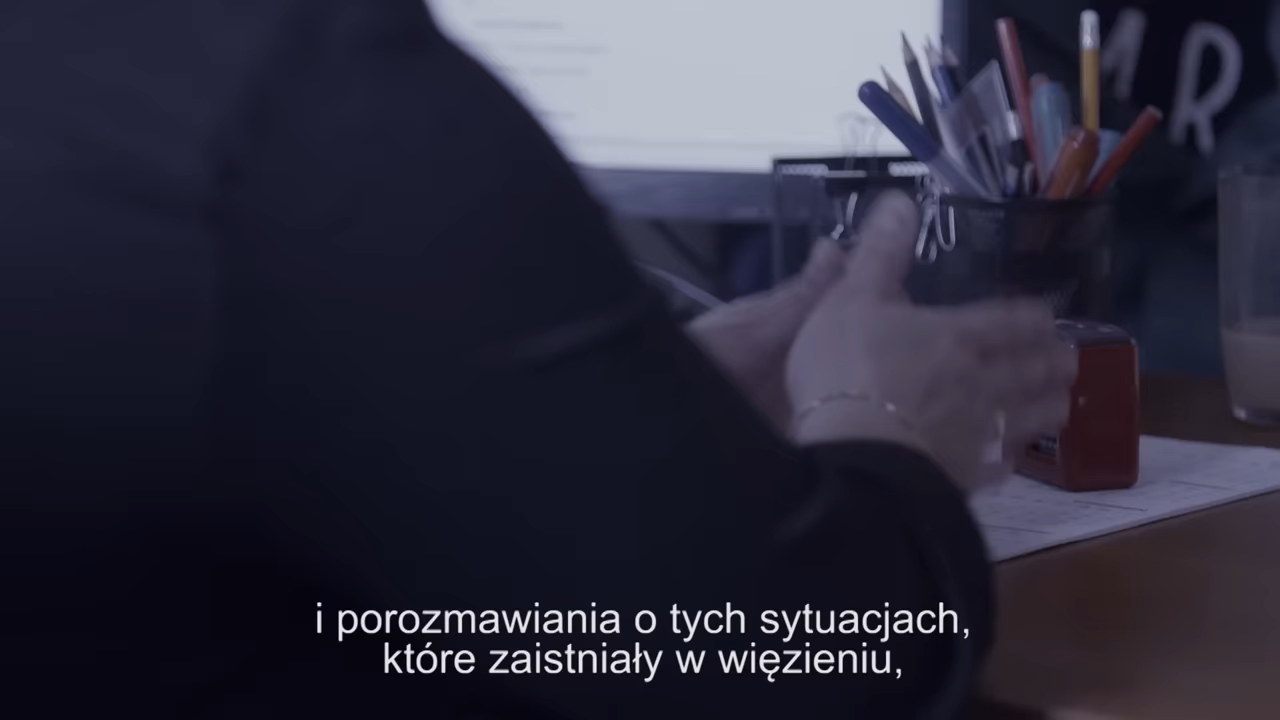 R
i porozmawiania o tych sytuacjach,
które zaistniały w więzieniu,